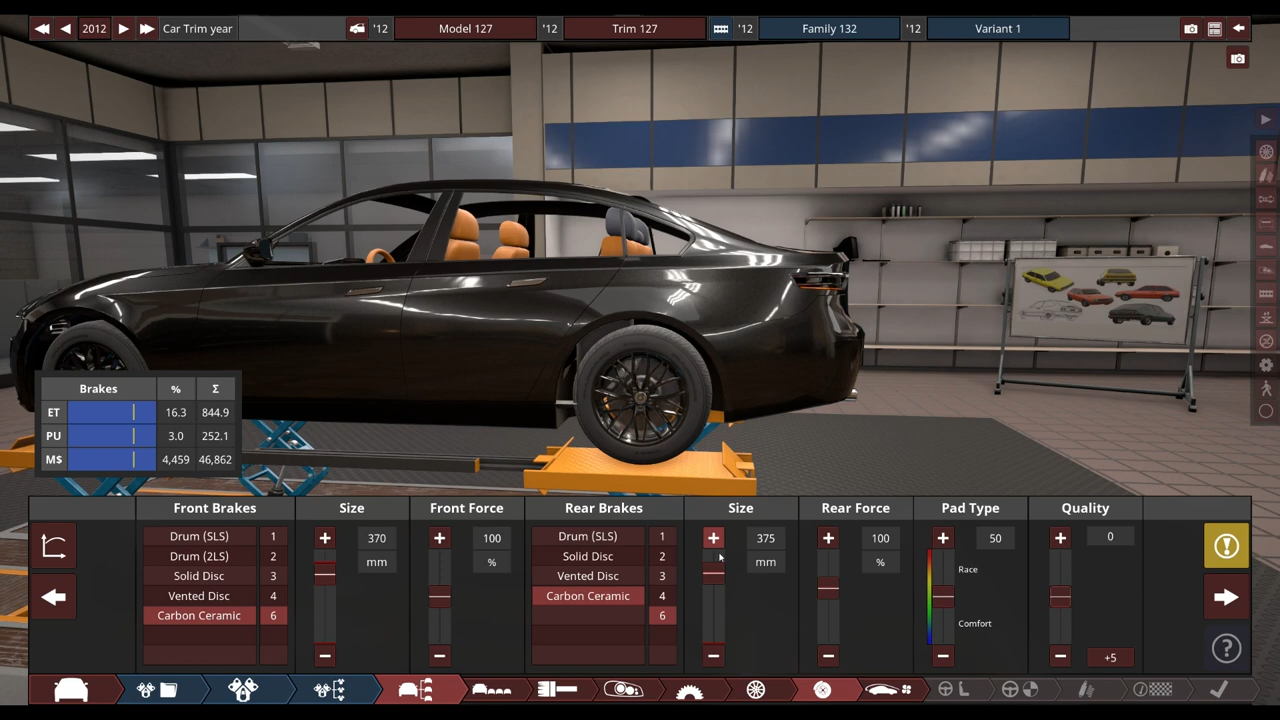 2012 Car Trim year '12 Model 127 '12 Trim 127 '12 Family 132 '12 Variant 1
Brakes % Σ
ET 16.3 844.9
PU 3.0 252.1
M$ 4,459 46,862
Front Brakes
Drum (SLS) 1
Drum (2LS) 2
Solid Disc 3
Vented Disc 4
Carbon Ceramic 6
Size
370
mm
Front Force
100
%
Rear Brakes
Drum (SLS) 1
Solid Disc 2
Vented Disc 3
Carbon Ceramic 4
6
Size
375
mm
Rear Force
100
%
Pad Type
50
Race
Comfort
Quality
0
+5